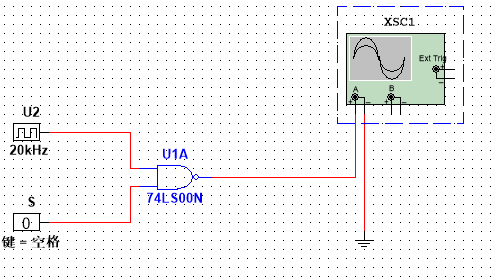 XSC1
Ext Trig
+
−
A
B
+ −
+ −
U2
20kHz
U1A
74LS00N
S
0
键 = 空格